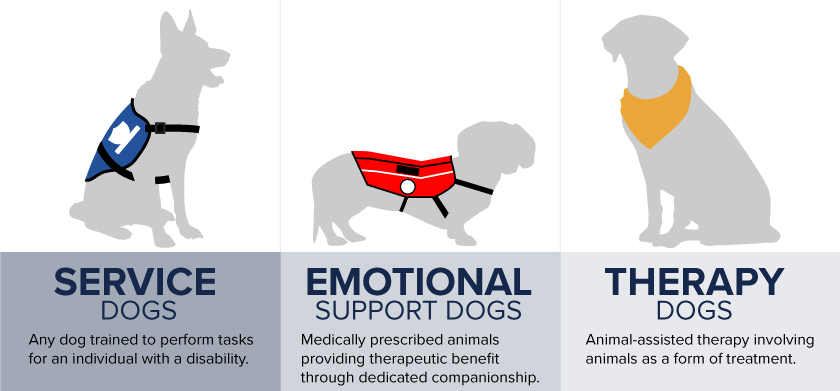 SERVICE
DOGS
Any dog trained to perform tasks
for an individual with a disability.
EMOTIONAL
SUPPORT DOGS
Medically prescribed animals
providing therapeutic benefit
through dedicated companionship.
THERAPY
DOGS
Animal-assisted therapy involving
animals as a form of treatment.